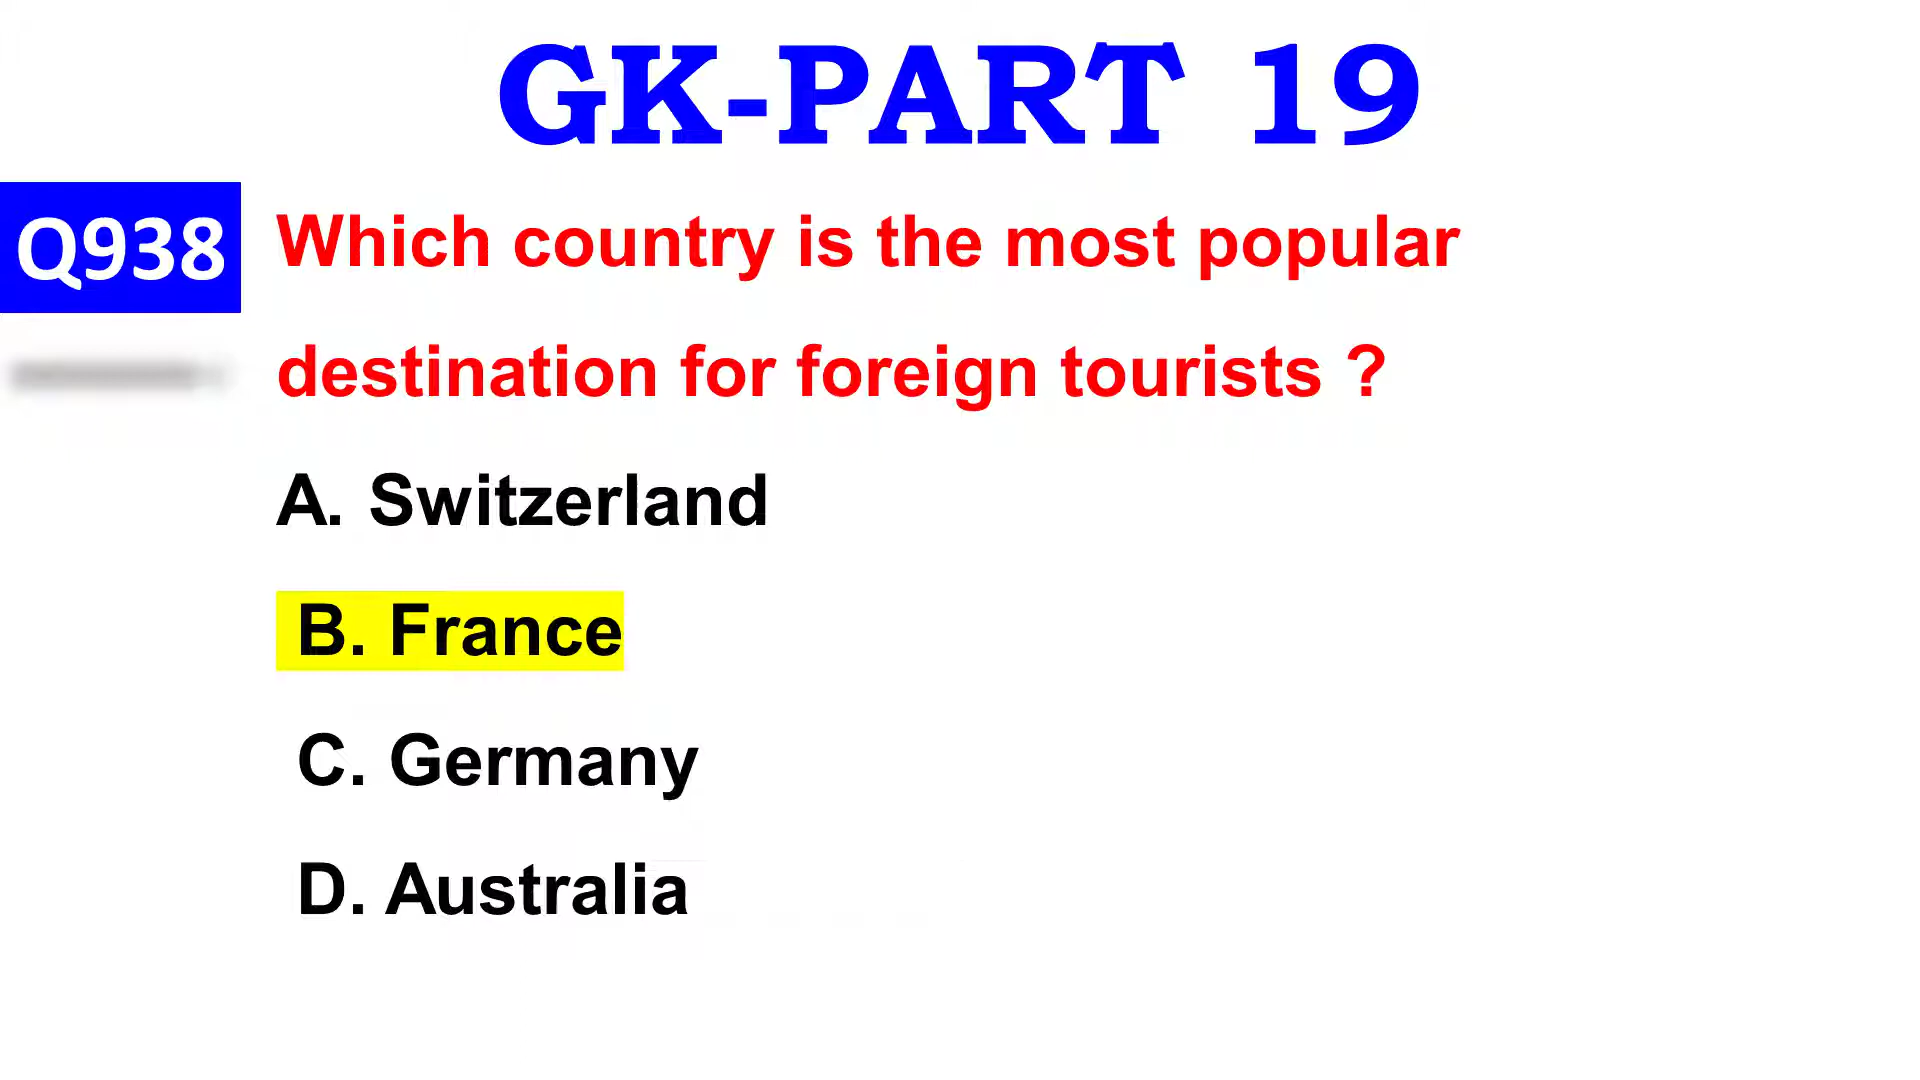 GK-PART 19
Q938 Which country is the most popular
destination for foreign tourists ?
A. Switzerland
B. France
C. Germany
D. Australia